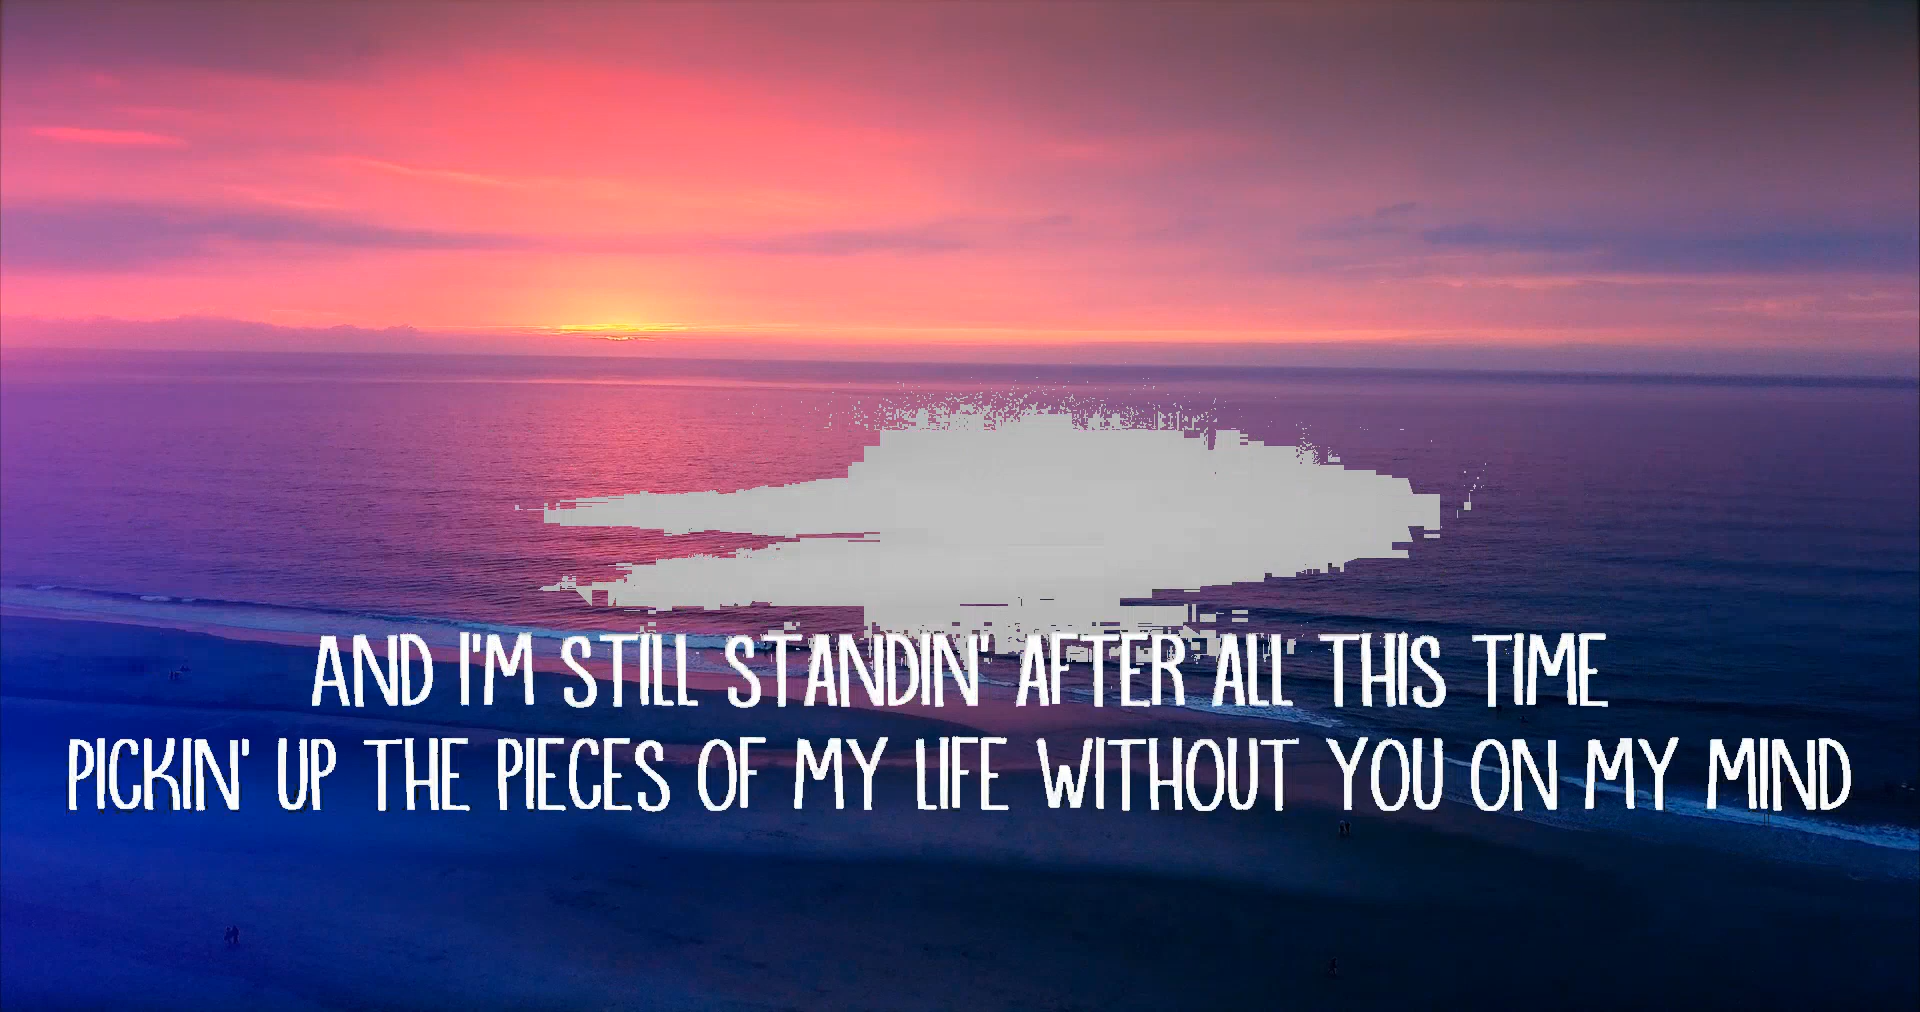 AND I'M STILL STANDIN' AFTER ALL THIS TIME
PICKIN' UP THE PIECES OF MY LIFE WITHOUT YOU ON MY MIND